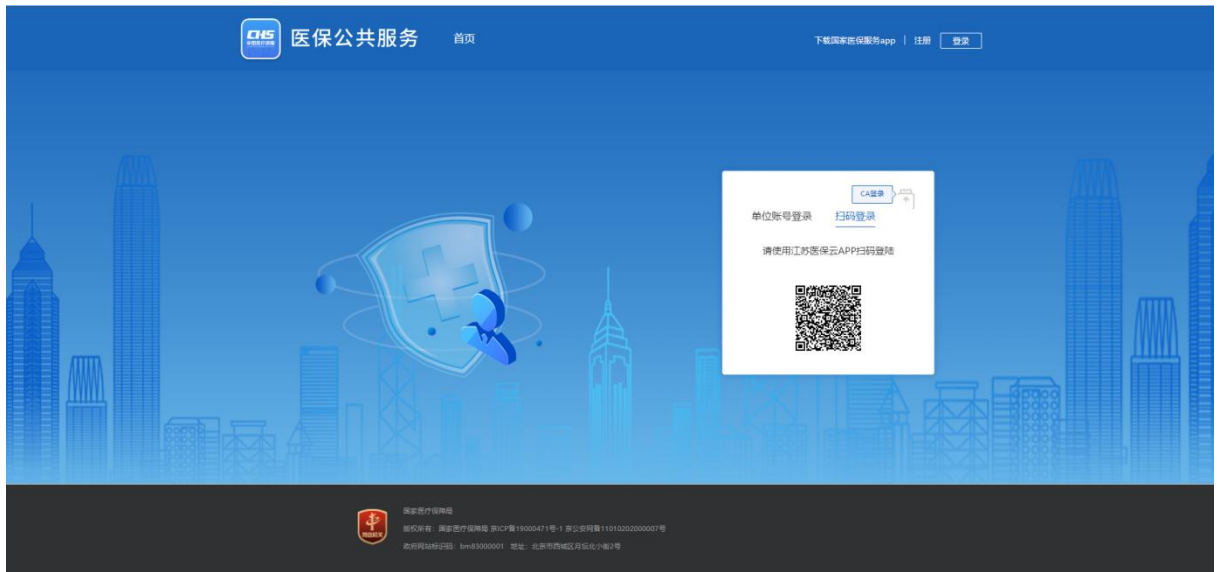 CHS
医保公共服务
首页
下载国家医保服务app | 注册 登录
CA登录
单位账号登录 扫码登录
请使用江苏医保云APP扫码登陆
国家医疗保障局
版权所有:国家医疗保障局 京ICP备19000471号-1 京公安网备11010202000007号
政府网站标识码:bm83000001 地址:北京市西城区月坛北小街2号
党政机关